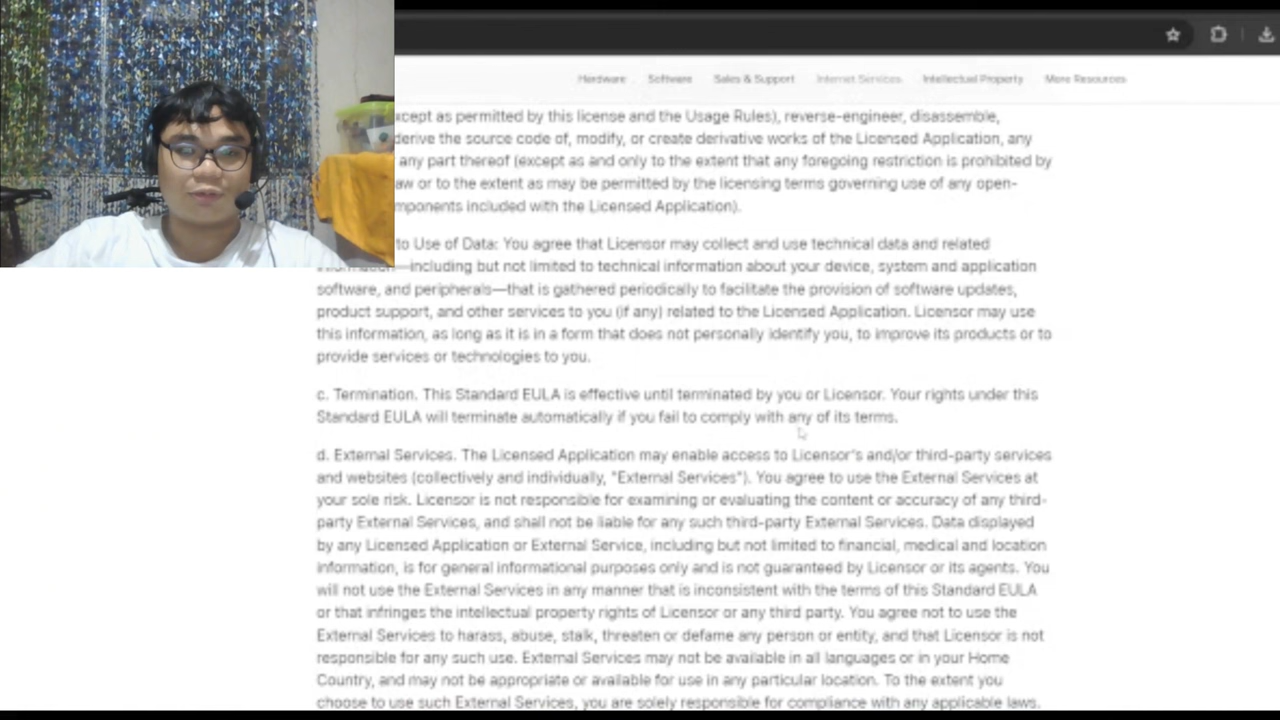 Hardware Software Sales & Support Internet Services Intellectual Property More Resources
xcept as permitted by this license and the Usage Rules), reverse-engineer, disassemble,
derive the source code of, modify, or create derivative works of the Licensed Application, any
any part thereof (except as and only to the extent that any foregoing restriction is prohibited by
aw or to the extent as may be permitted by the licensing terms governing use of any open-
mponents included with the Licensed Application).
to Use of Data: You agree that Licensor may collect and use technical data and related
information—including but not limited to technical information about your device, system and application
software, and peripherals—that is gathered periodically to facilitate the provision of software updates,
product support, and other services to you (if any) related to the Licensed Application. Licensor may use
this information, as long as it is in a form that does not personally identify you, to improve its products or to
provide services or technologies to you.
c. Termination. This Standard EULA is effective until terminated by you or Licensor. Your rights under this
Standard EULA will terminate automatically if you fail to comply with any of its terms.
d. External Services. The Licensed Application may enable access to Licensor's and/or third-party services
and websites (collectively and individually, "External Services"). You agree to use the External Services at
your sole risk. Licensor is not responsible for examining or evaluating the content or accuracy of any third-
party External Services, and shall not be liable for any such third-party External Services. Data displayed
by any Licensed Application or External Service, including but not limited to financial, medical and location
information, is for general informational purposes only and is not guaranteed by Licensor or its agents. You
will not use the External Services in any manner that is inconsistent with the terms of this Standard EULA
or that infringes the intellectual property rights of Licensor or any third party. You agree not to use the
External Services to harass, abuse, stalk, threaten or defame any person or entity, and that Licensor is not
responsible for any such use. External Services may not be available in all languages or in your Home
Country, and may not be appropriate or available for use in any particular location. To the extent you
choose to use such External Services, you are solely responsible for compliance with any applicable laws.